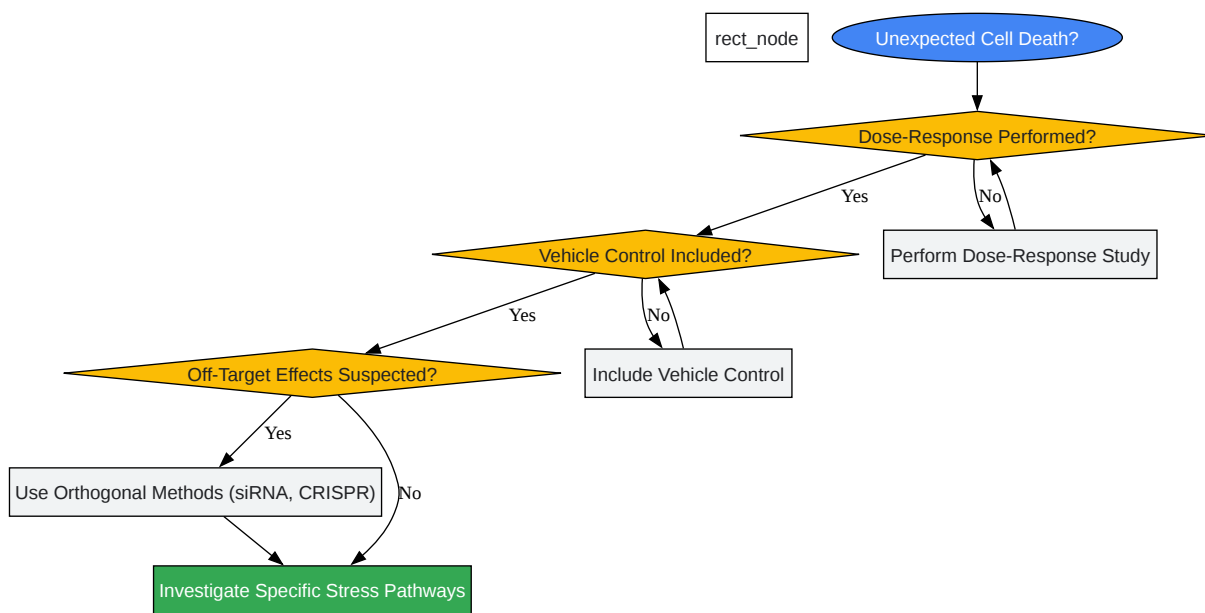 rect_node
Unexpected Cell Death?
Dose-Response Performed?
Yes
No
Vehicle Control Included?
Perform Dose-Response Study
Yes
No
Off-Target Effects Suspected?
Include Vehicle Control
Yes
Use Orthogonal Methods (siRNA, CRISPR)
No
Investigate Specific Stress Pathways